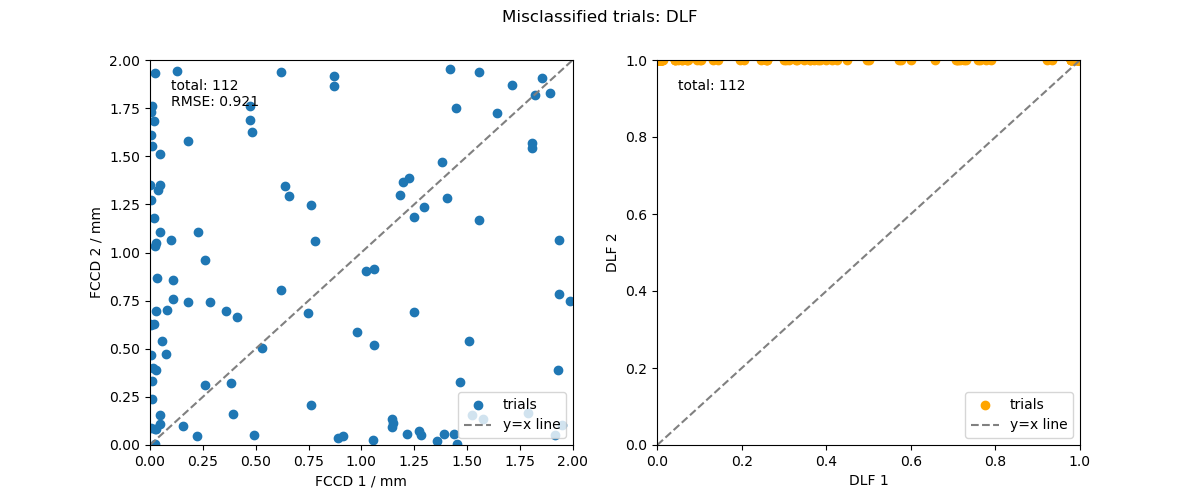 Misclassified trials: DLF
2.00
1.75
1.50
1.25
1.00
0.75
0.50
0.25
0.00
FCCD 2 / mm
total: 112
RMSE: 0.921
trials
y=x line
0.00 0.25 0.50 0.75 1.00 1.25 1.50 1.75 2.00
FCCD 1 / mm
1.0
0.8
0.6
0.4
0.2
0.0
DLF 2
total: 112
trials
y=x line
0.0 0.2 0.4 0.6 0.8 1.0
DLF 1